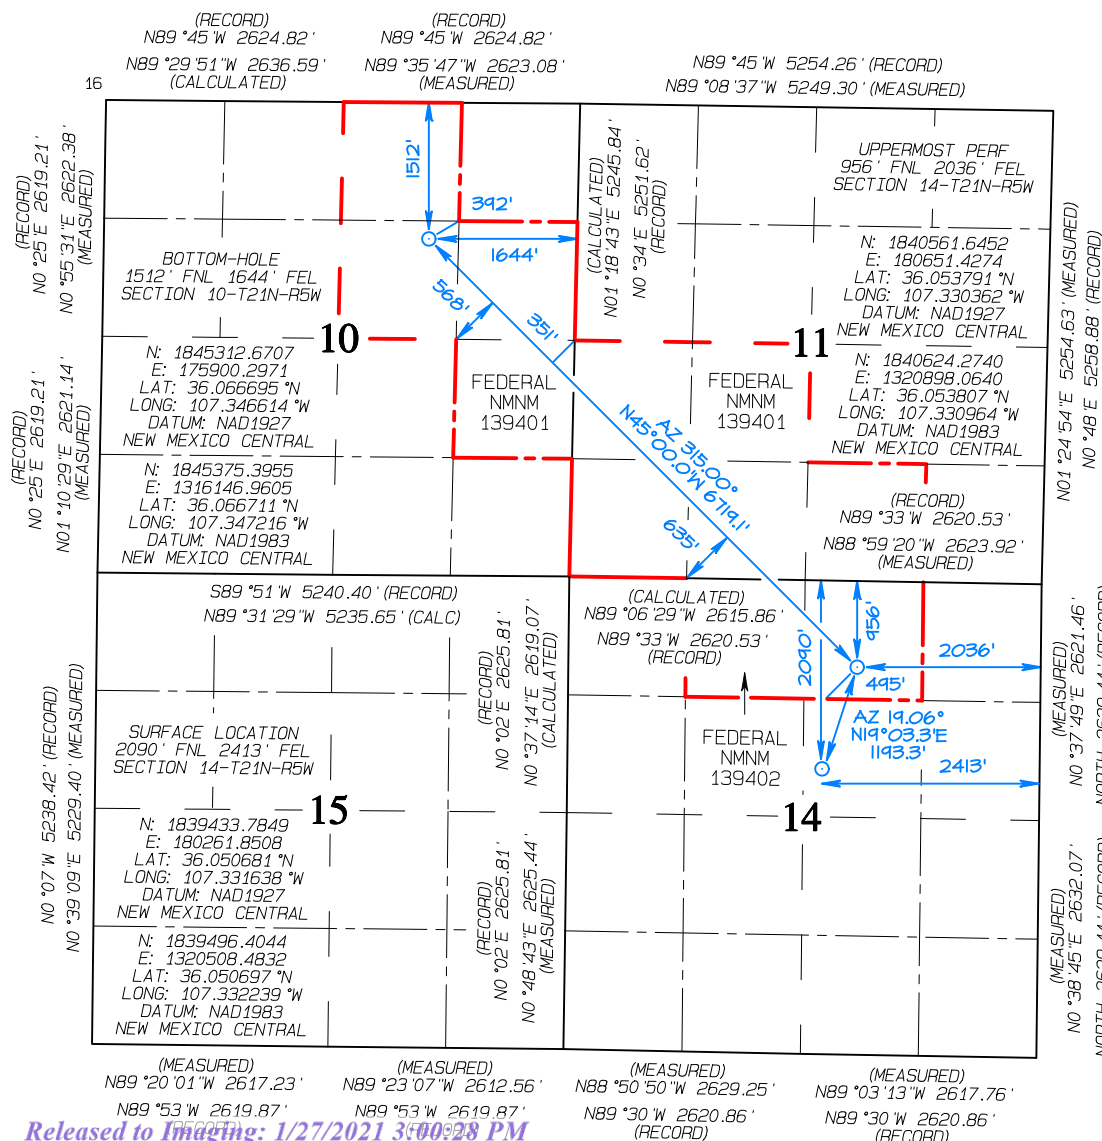 (RECORD)
N89°45'W 2624.82'
N89°29'51"W 2636.59'
(CALCULATED)
(RECORD)
N89°45'W 2624.82'
N89°35'47"W 2623.08'
(MEASURED)
N89°45'W 5254.26' (RECORD)
N89°08'37"W 5249.30' (MEASURED)
16
(RECORD)
N0°25'E 2619.21'
N0°55'31"E 2622.38'
(MEASURED)
1512'
392'
1644'
568'
351'
(CALCULATED)
N01°18'43"E 5245.84'
N0°34'E 5251.62'
(RECORD)
UPPERMOST PERF
956' FNL 2036' FEL
SECTION 14-T21N-R5W
N: 1840561.6452
E: 180651.4274
LAT: 36.053791°N
LONG: 107.330362°W
DATUM: NAD1927
NEW MEXICO CENTRAL
N: 1840624.2740
E: 1320898.0640
LAT: 36.053807°N
LONG: 107.330964°W
DATUM: NAD1983
NEW MEXICO CENTRAL
N01°24'54"E 5254.63' (MEASURED)
N0°48'E 5258.88' (RECORD)
BOTTOM-HOLE
1512' FNL 1644' FEL
SECTION 10-T21N-R5W
10
11
N: 1845312.6707
E: 175900.2971
LAT: 36.066695°N
LONG: 107.346614°W
DATUM: NAD1927
NEW MEXICO CENTRAL
N: 1845375.3955
E: 1316146.9605
LAT: 36.066711°N
LONG: 107.347216°W
DATUM: NAD1983
NEW MEXICO CENTRAL
(RECORD)
N0°25'E 2619.21'
N01°10'29"E 2621.14'
(MEASURED)
FEDERAL
NMNM
139401
FEDERAL
NMNM
139401
AZ 315.00°
N45°00.0'W 6719.1'
635'
(RECORD)
N89°33'W 2620.53'
N88°59'20"W 2623.92'
(MEASURED)
S89°51'W 5240.40' (RECORD)
N89°31'29"W 5235.65' (CALC)
(CALCULATED)
N89°06'29"W 2615.86'
N89°33'W 2620.53'
(RECORD)
(RECORD)
N0°02'E 2625.81'
N0°37'14"E 2619.07'
(CALCULATED)
2090'
956'
2036'
495'
AZ 19.06°
N19°03.3'E
1193.3'
2413'
(MEASURED)
N0°37'49"E 2621.46'
FEDERAL
NMNM
139402
SURFACE LOCATION
2090' FNL 2413' FEL
SECTION 14-T21N-R5W
15
14
N0°07'W 5238.42' (RECORD)
N0°39'09"E 5229.40' (MEASURED)
N: 1839433.7849
E: 180261.8508
LAT: 36.050681°N
LONG: 107.331638°W
DATUM: NAD1927
NEW MEXICO CENTRAL
N: 1839496.4044
E: 1320508.4832
LAT: 36.050697°N
LONG: 107.332239°W
DATUM: NAD1983
NEW MEXICO CENTRAL
(RECORD)
N0°02'E 2625.81'
N0°48'43"E 2625.44'
(MEASURED)
(MEASURED)
N0°38'45"E 2632.07'
(MEASURED)
N89°20'01"W 2617.23'
N89°53'W 2619.87'
(RECORD)
(MEASURED)
N89°23'07"W 2612.56'
N89°53'W 2619.87'
(RECORD)
(MEASURED)
N88°50'50"W 2629.25'
N89°30'W 2620.86'
(RECORD)
(MEASURED)
N89°03'13"W 2617.76'
N89°30'W 2620.86'
(RECORD)
Released to Imaging: 1/27/2021 3:00:28 PM